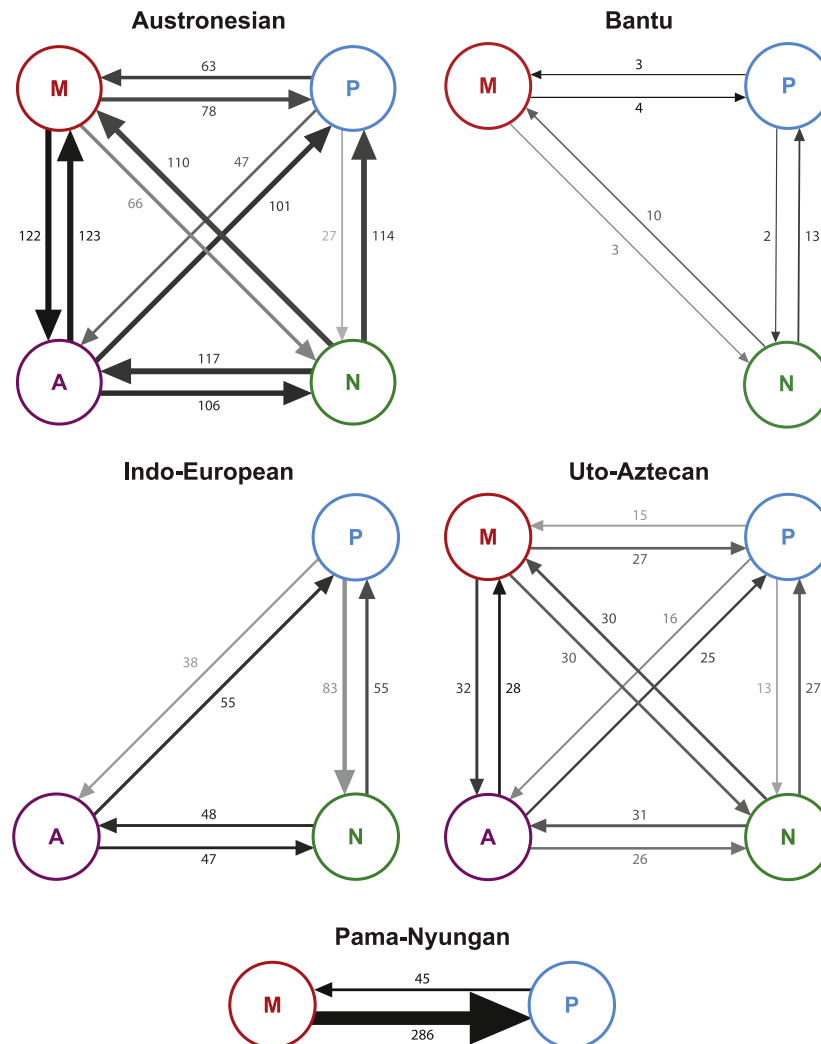 Austronesian
Bantu
M
63
P
78
M
3
P
4
110
47
66
101
122
123
27
114
10
3
2
13
A
117
N
106
N
Indo-European
Uto-Aztecan
P
M
15
P
27
38
55
83
55
30
16
30
25
32
28
13
27
A
48
N
47
A
31
N
26
Pama-Nyungan
M
45
P
286